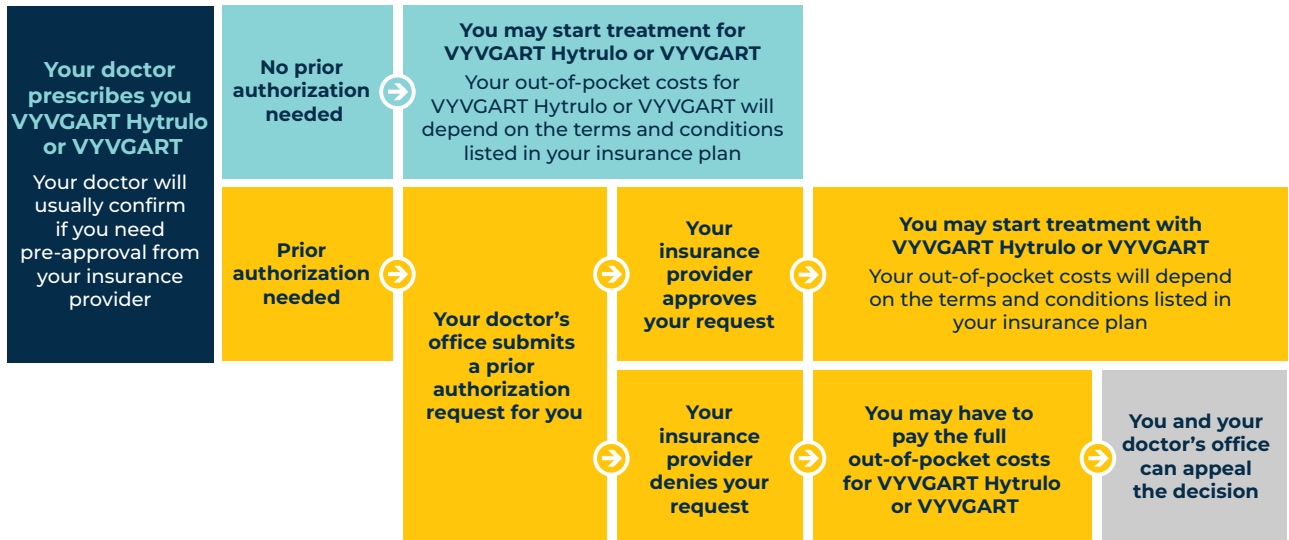 Your doctor
prescribes you
VYVGART Hytrulo
or VYVGART
Your doctor will
usually confirm
if you need
pre-approval from
your insurance
provider
No prior
authorization
needed
You may start treatment for
VYVGART Hytrulo or VYVGART
Your out-of-pocket costs for
VYVGART Hytrulo or VYVGART will
depend on the terms and conditions
listed in your insurance plan
Prior
authorization
needed
Your doctor’s
office submits
a prior
authorization
request for you
Your
insurance
provider
approves
your request
You may start treatment with
VYVGART Hytrulo or VYVGART
Your out-of-pocket costs will depend
on the terms and conditions listed in
your insurance plan
Your
insurance
provider
denies your
request
You may have to
pay the full
out-of-pocket costs
for VYVGART Hytrulo
or VYVGART
You and your
doctor’s office
can appeal
the decision